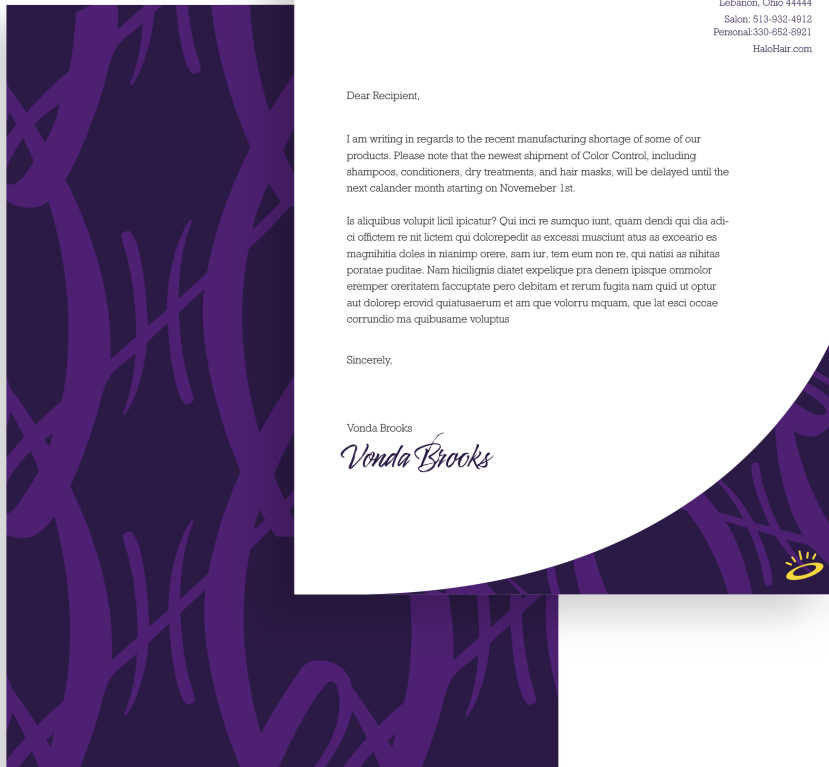 Lebanon, Ohio 44444
Salon: 513-932-4912
Personal:330-652-8921
HaloHair.com
Dear Recipient,
I am writing in regards to the recent manufacturing shortage of some of our
products. Please note that the newest shipment of Color Control, including
shampoos, conditioners, dry treatments, and hair masks, will be delayed until the
next calander month starting on Novemeber 1st.
Is aliquibus volupit licil ipicatur? Qui inci re sumquo iunt, quam dendi qui dia adi-
ci offictem re nit lictem qui dolorepedit as excessi musciunt atus as exceario es
magnihitia doles in nianimp orere, sam iur, tem eum non re, qui natisi as nihitas
poratae puditae. Nam hicilignis diatet expelique pra denem ipisque ommolor
eremper oreritatem faccuptate pero debitam et rerum fugita nam quid ut optur
aut dolorep erovid quiatusaerum et am que volorru mquam, que lat esci occae
corrundio ma quibusame voluptus
Sincerely,
Vonda Brooks
Vonda Brooks